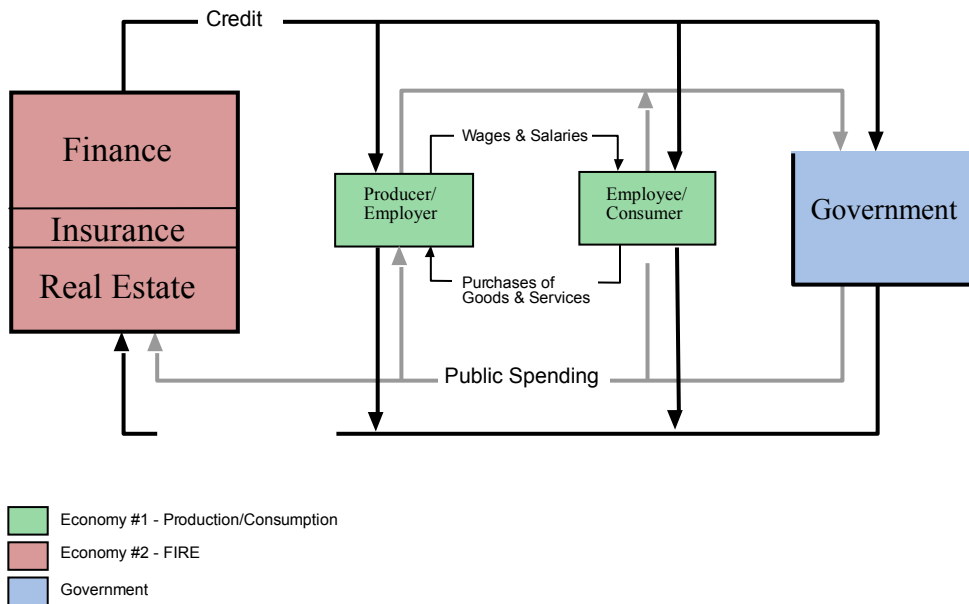 Credit
Finance
Insurance
Real Estate
Wages & Salaries
Producer/
Employer
Employee/
Consumer
Government
Purchases of
Goods & Services
Public Spending
Economy #1 - Production/Consumption
Economy #2 - FIRE
Government